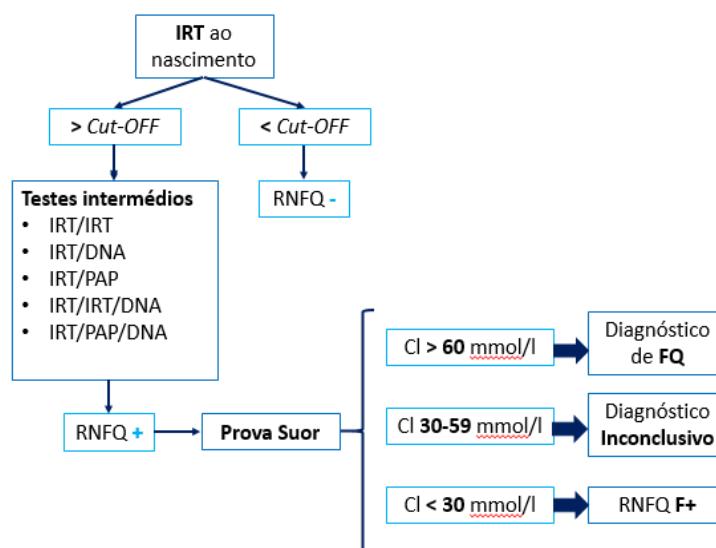 IRT ao
nascimento
> Cut-OFF
< Cut-OFF
Testes intermédios
• IRT/IRT
• IRT/DNA
• IRT/PAP
• IRT/IRT/DNA
• IRT/PAP/DNA
RNFQ -
RNFQ +
Prova Suor
Cl > 60 mmol/l
Diagnóstico
de FQ
Cl 30-59 mmol/l
Diagnóstico
Inconclusivo
Cl < 30 mmol/l
RNFQ F+